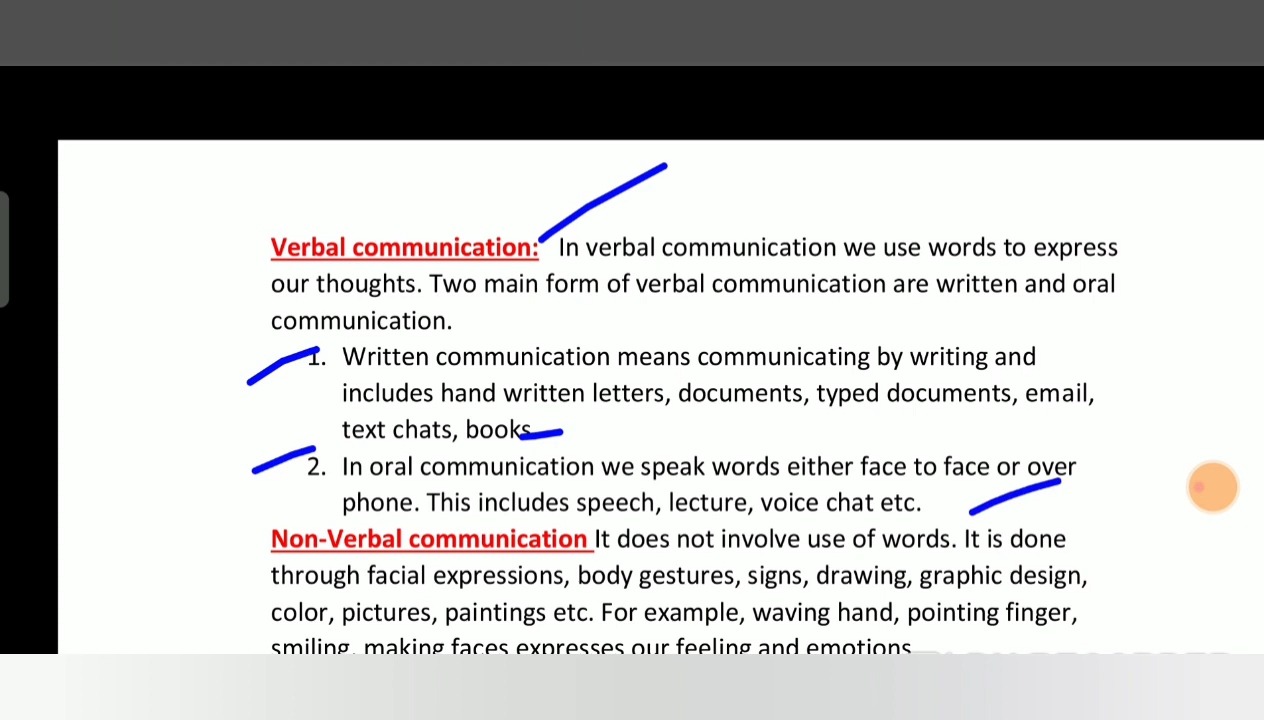 Verbal communication: In verbal communication we use words to express
our thoughts. Two main form of verbal communication are written and oral
communication.
1. Written communication means communicating by writing and
includes hand written letters, documents, typed documents, email,
text chats, books
2. In oral communication we speak words either face to face or over
phone. This includes speech, lecture, voice chat etc.
Non-Verbal communication It does not involve use of words. It is done
through facial expressions, body gestures, signs, drawing, graphic design,
color, pictures, paintings etc. For example, waving hand, pointing finger,
smiling, making faces expresses our feeling and emotions